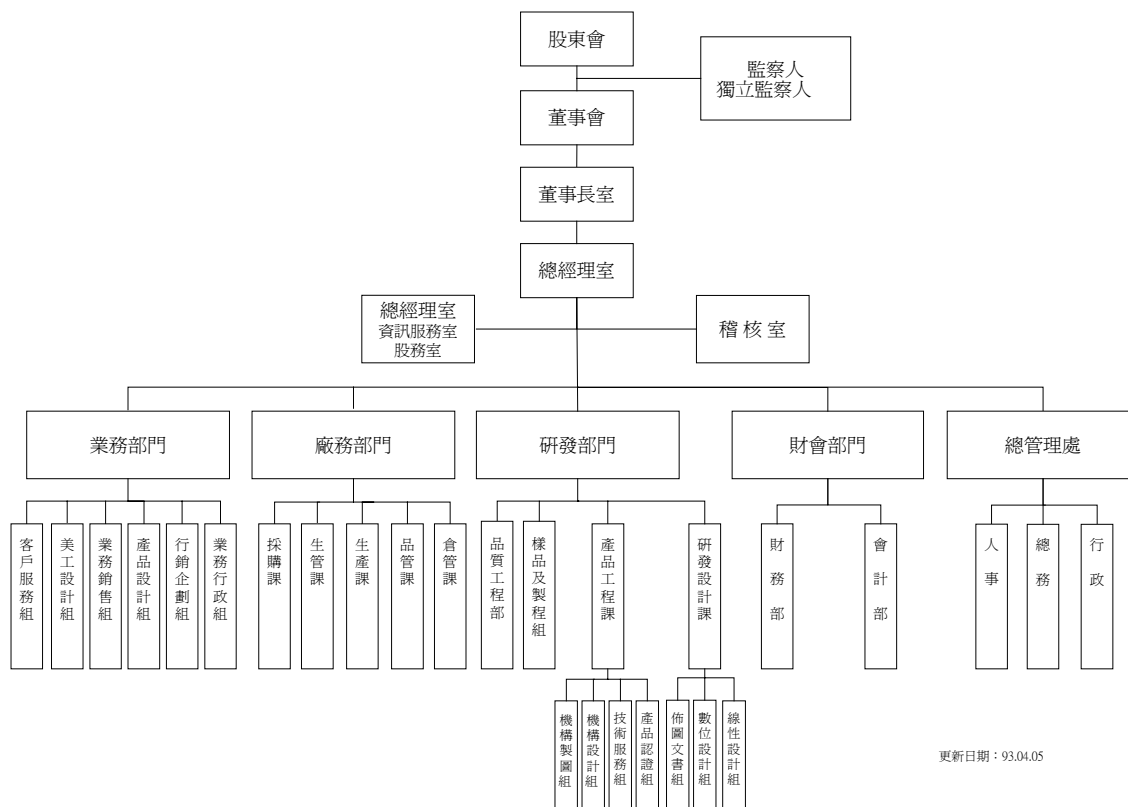 股東會
監察人
獨立監察人
董事會
董事長室
總經理室
總經理室
資訊服務室
股務室
稽核室
業務部門
廠務部門
研發部門
財會部門
總管理處
客戶服務組
美工設計組
業務銷售組
產品設計組
行銷企劃組
業務行政組
採購課
生管課
生產課
品管課
倉管課
品質工程部
樣品及製程組
產品工程課
研發設計課
財務部
會計部
人事
總務
行政
機構製圖組
機構設計組
技術服務組
產品認證組
佈圖文書組
數位設計組
線性設計組
更新日期：93.04.05